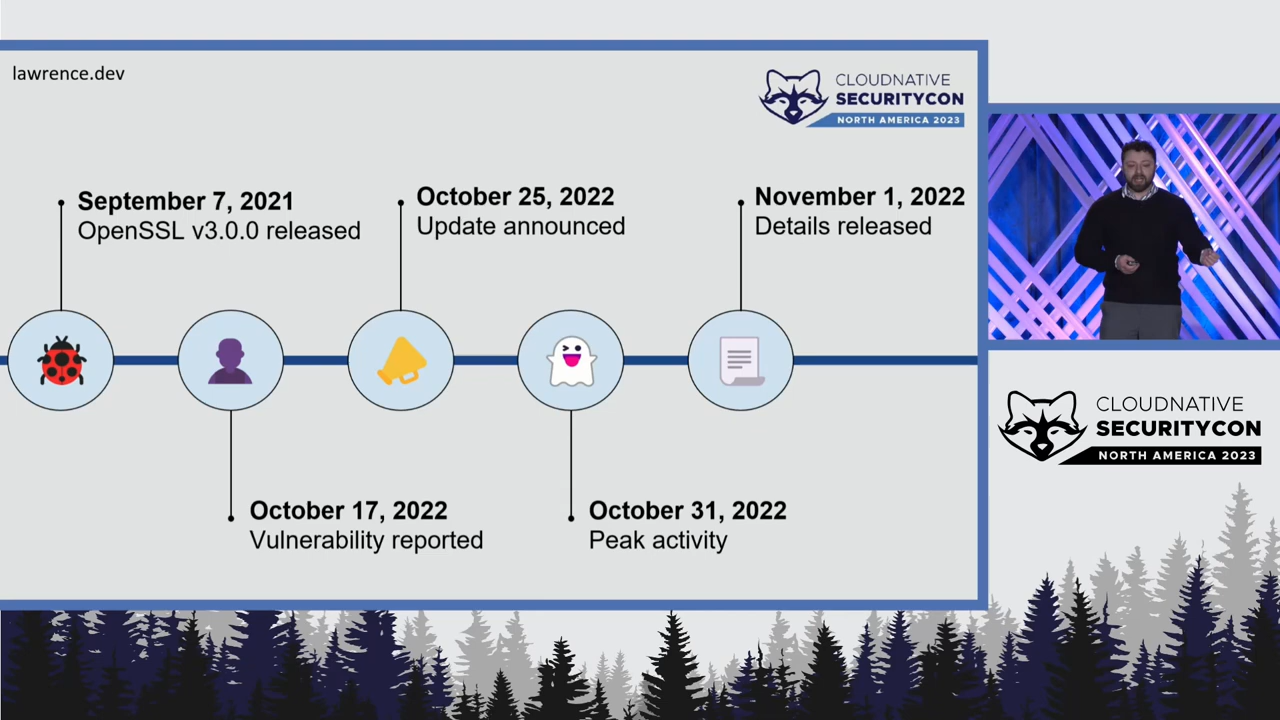 lawrence.dev
CLOUDNATIVE
SECURITYCON
NORTH AMERICA 2023
September 7, 2021
OpenSSL v3.0.0 released
October 25, 2022
Update announced
November 1, 2022
Details released
October 17, 2022
Vulnerability reported
October 31, 2022
Peak activity
CLOUDNATIVE
SECURITYCON
NORTH AMERICA 2023